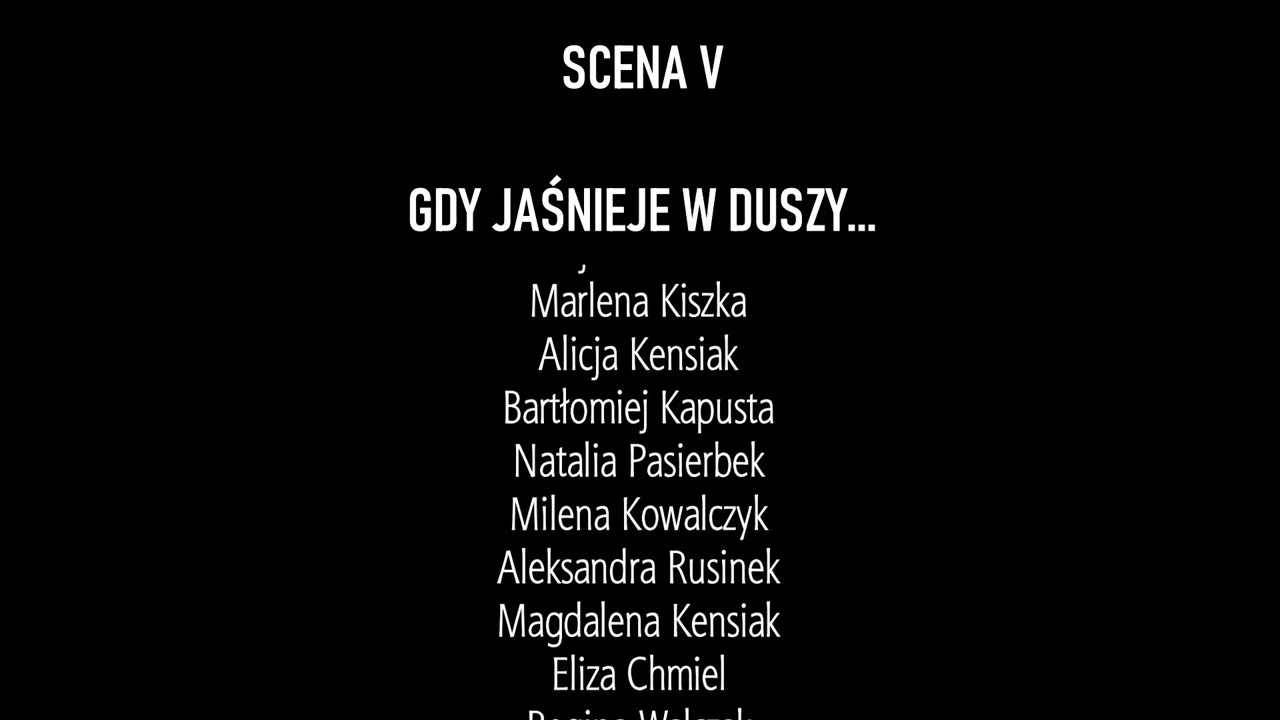 SCENA V
GDY JAŚNIEJE W DUSZY...
Marlena Kiszka
Alicja Kensiak
Bartłomiej Kapusta
Natalia Pasierbek
Milena Kowalczyk
Aleksandra Rusinek
Magdalena Kensiak
Eliza Chmiel